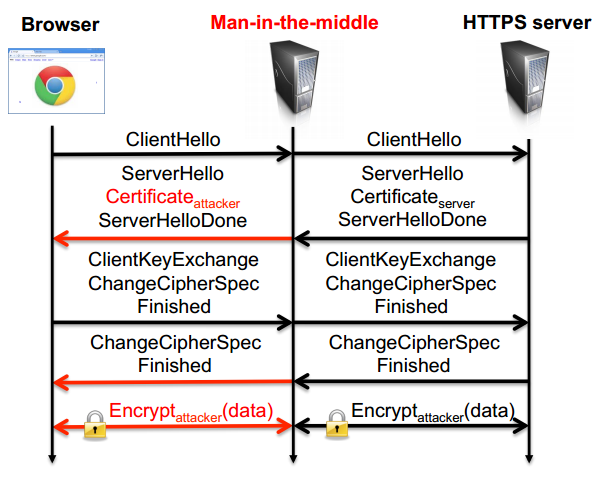 Browser
Man-in-the-middle
HTTPS server
ClientHello
ClientHello
ServerHello
Certificateattacker
ServerHelloDone
ServerHello
Certificateserver
ServerHelloDone
ClientKeyExchange
ChangeCipherSpec
Finished
ClientKeyExchange
ChangeCipherSpec
Finished
ChangeCipherSpec
Finished
ChangeCipherSpec
Finished
Encryptattacker(data)
Encryptattacker(data)